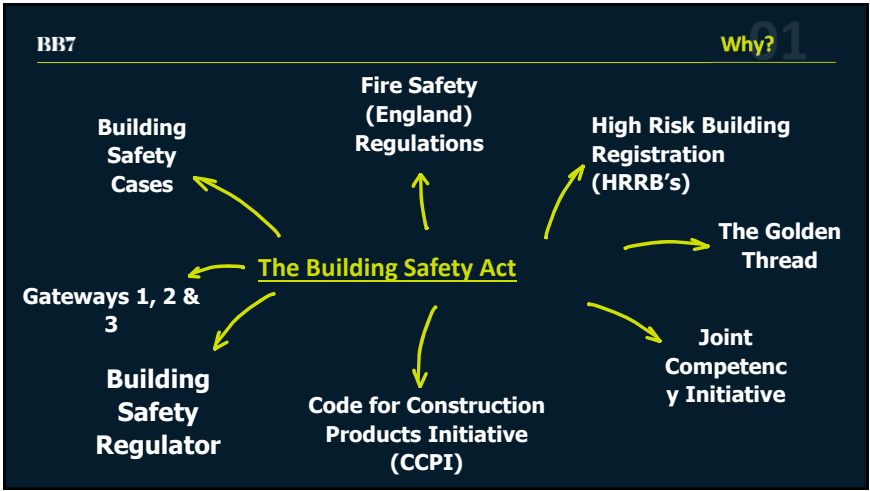 BB7
01
Why?
Fire Safety
(England)
Regulations
Building
Safety
Cases
High Risk Building
Registration
(HRRB’s)
The Golden
Thread
The Building Safety Act
Gateways 1, 2 &
3
Joint
Competenc
y Initiative
Building
Safety
Regulator
Code for Construction
Products Initiative
(CCPI)